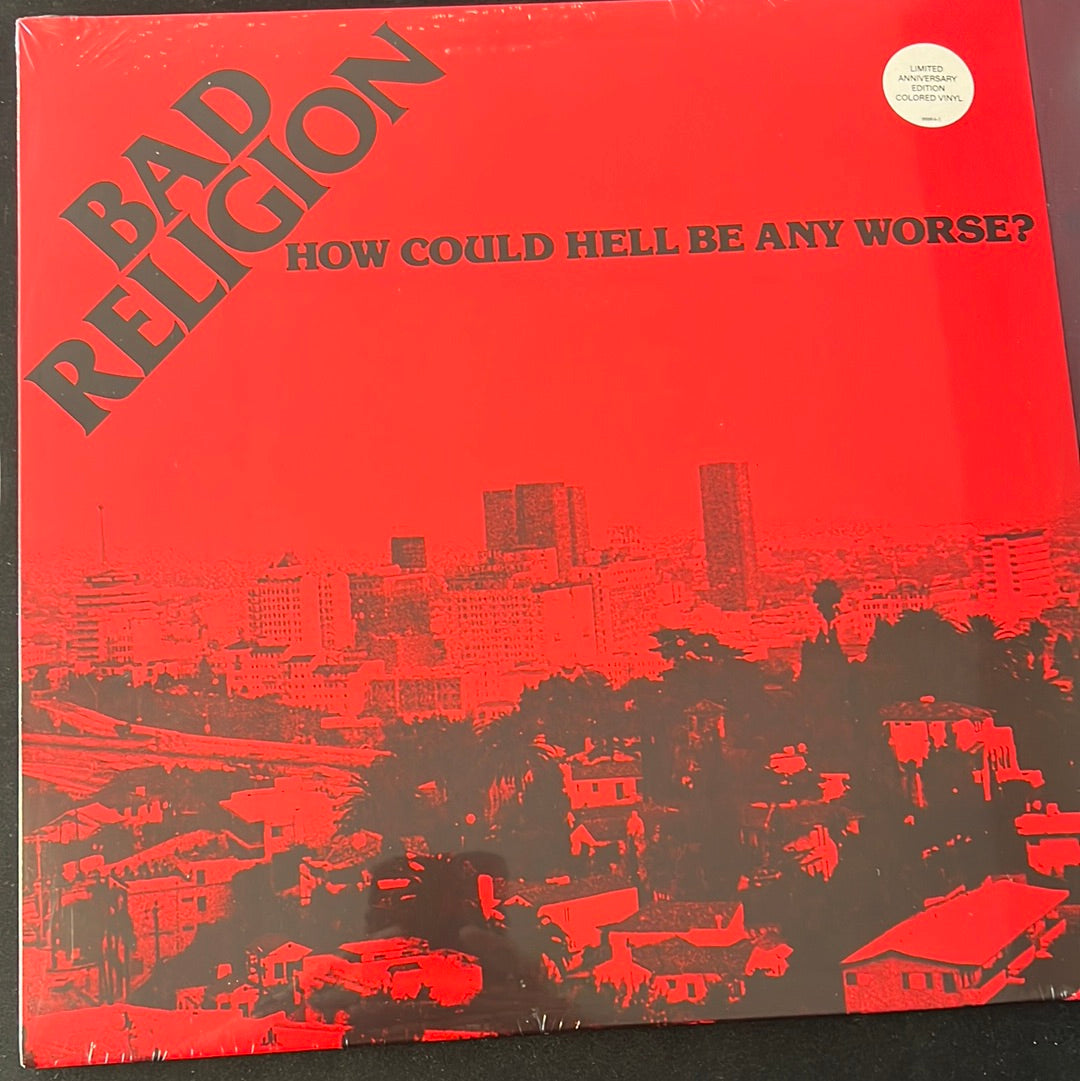 BAD
RELIGION
HOW COULD HELL BE ANY WORSE?
LIMITED
ANNIVERSARY
EDITION
COLORED VINYL